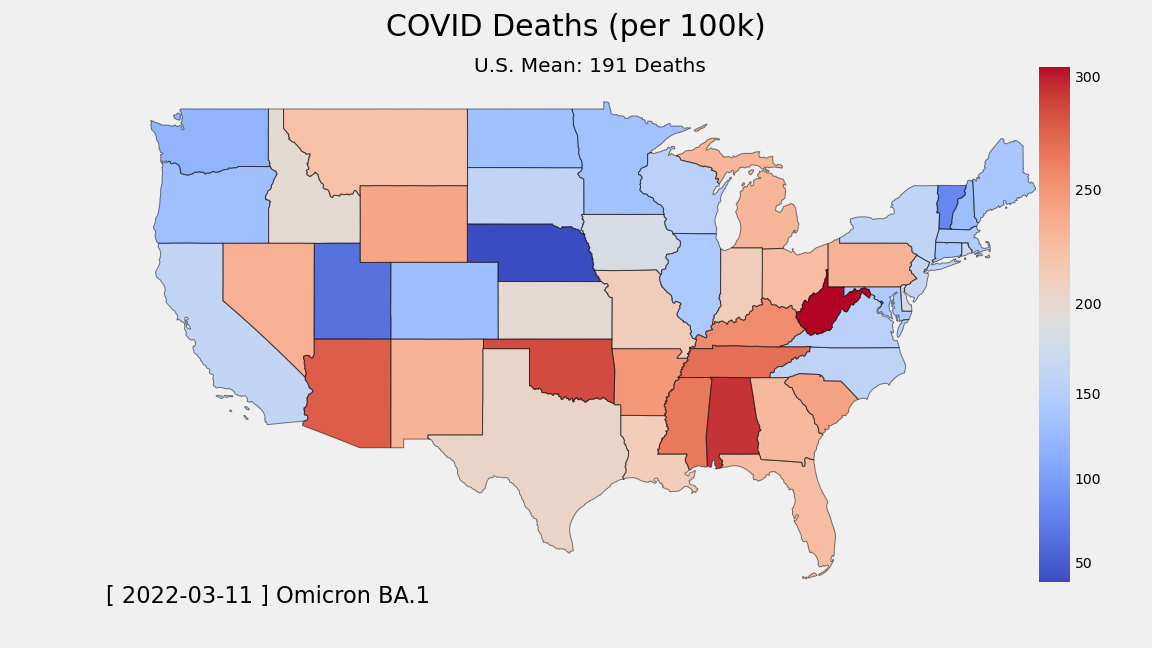 COVID Deaths (per 100k)
U.S. Mean: 191 Deaths
300
250
200
150
100
50
[ 2022-03-11 ] Omicron BA.1